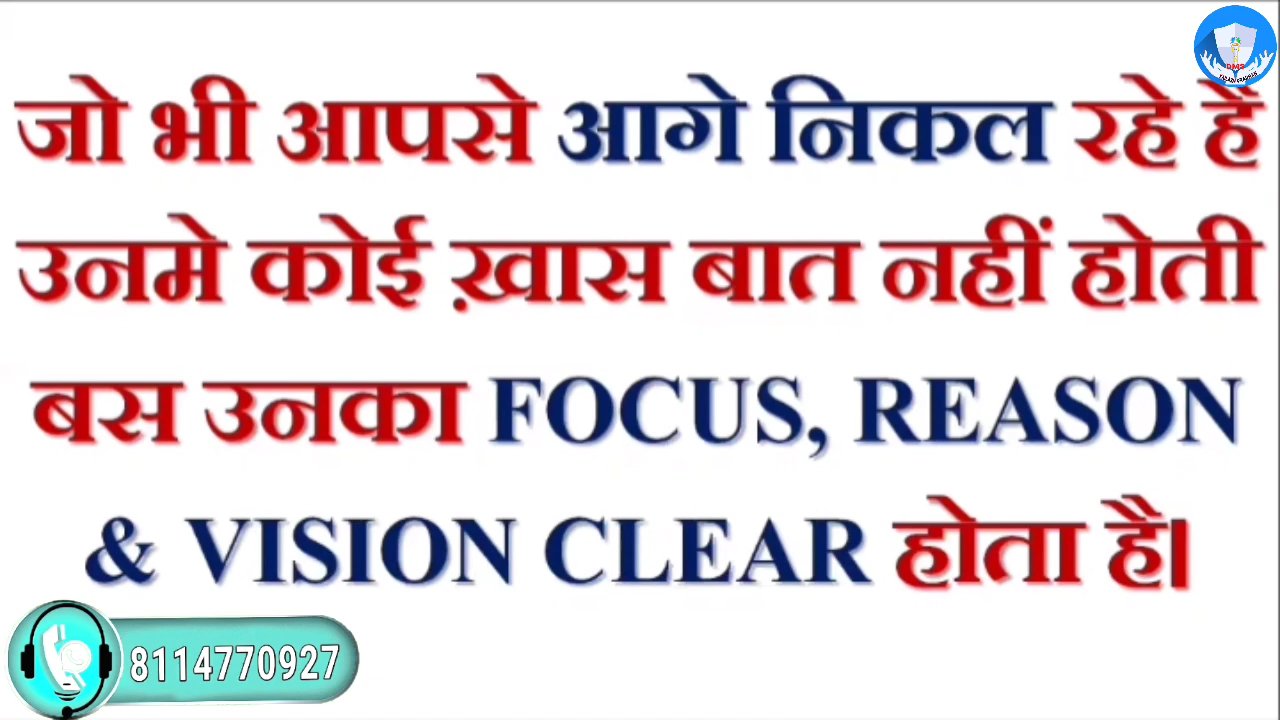 जो भी आपसे आगे निकल रहे हैं
उनमे कोई ख़ास बात नहीं होती
बस उनका FOCUS, REASON
& VISION CLEAR होता है।
8114770927